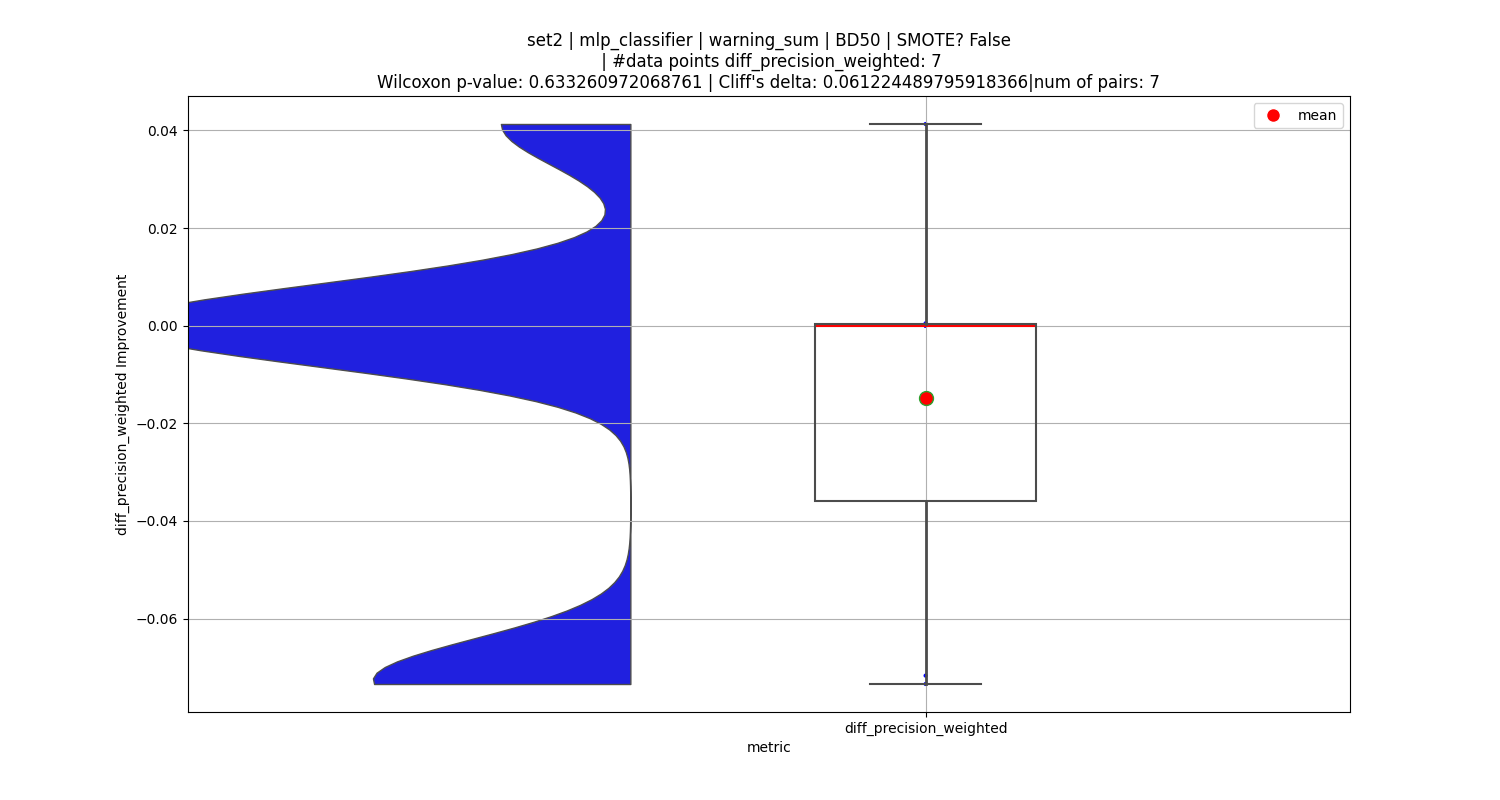 set2 | mlp_classifier | warning_sum | BD50 | SMOTE? False
| #data points diff_precision_weighted: 7
Wilcoxon p-value: 0.633260972068761 | Cliff's delta: 0.061224489795918366|num of pairs: 7
mean
0.04
0.02
0.00
−0.02
−0.04
−0.06
diff_precision_weighted Improvement
diff_precision_weighted
metric